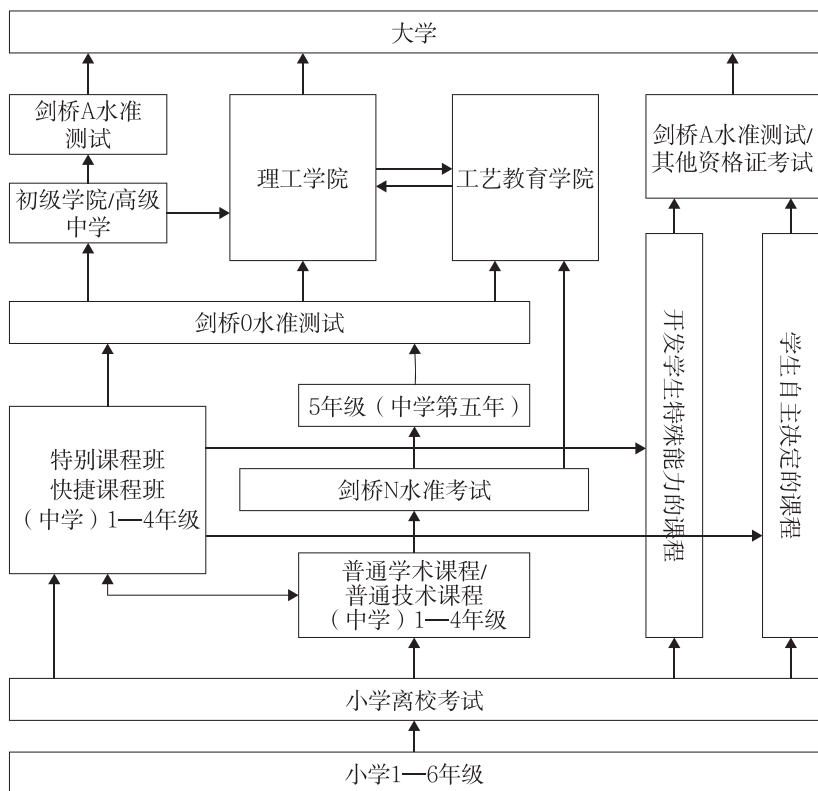 大学
剑桥A水准
测试
理工学院
工艺教育学院
剑桥A水准测试/
其他资格证考试
初级学院/高级
中学
剑桥0水准测试
开发学生特殊能力的课程
学生自主决定的课程
5年级（中学第五年）
特别课程班
快捷课程班
（中学）1—4年级
剑桥N水准考试
普通学术课程/
普通技术课程
（中学）1—4年级
小学离校考试
小学1—6年级